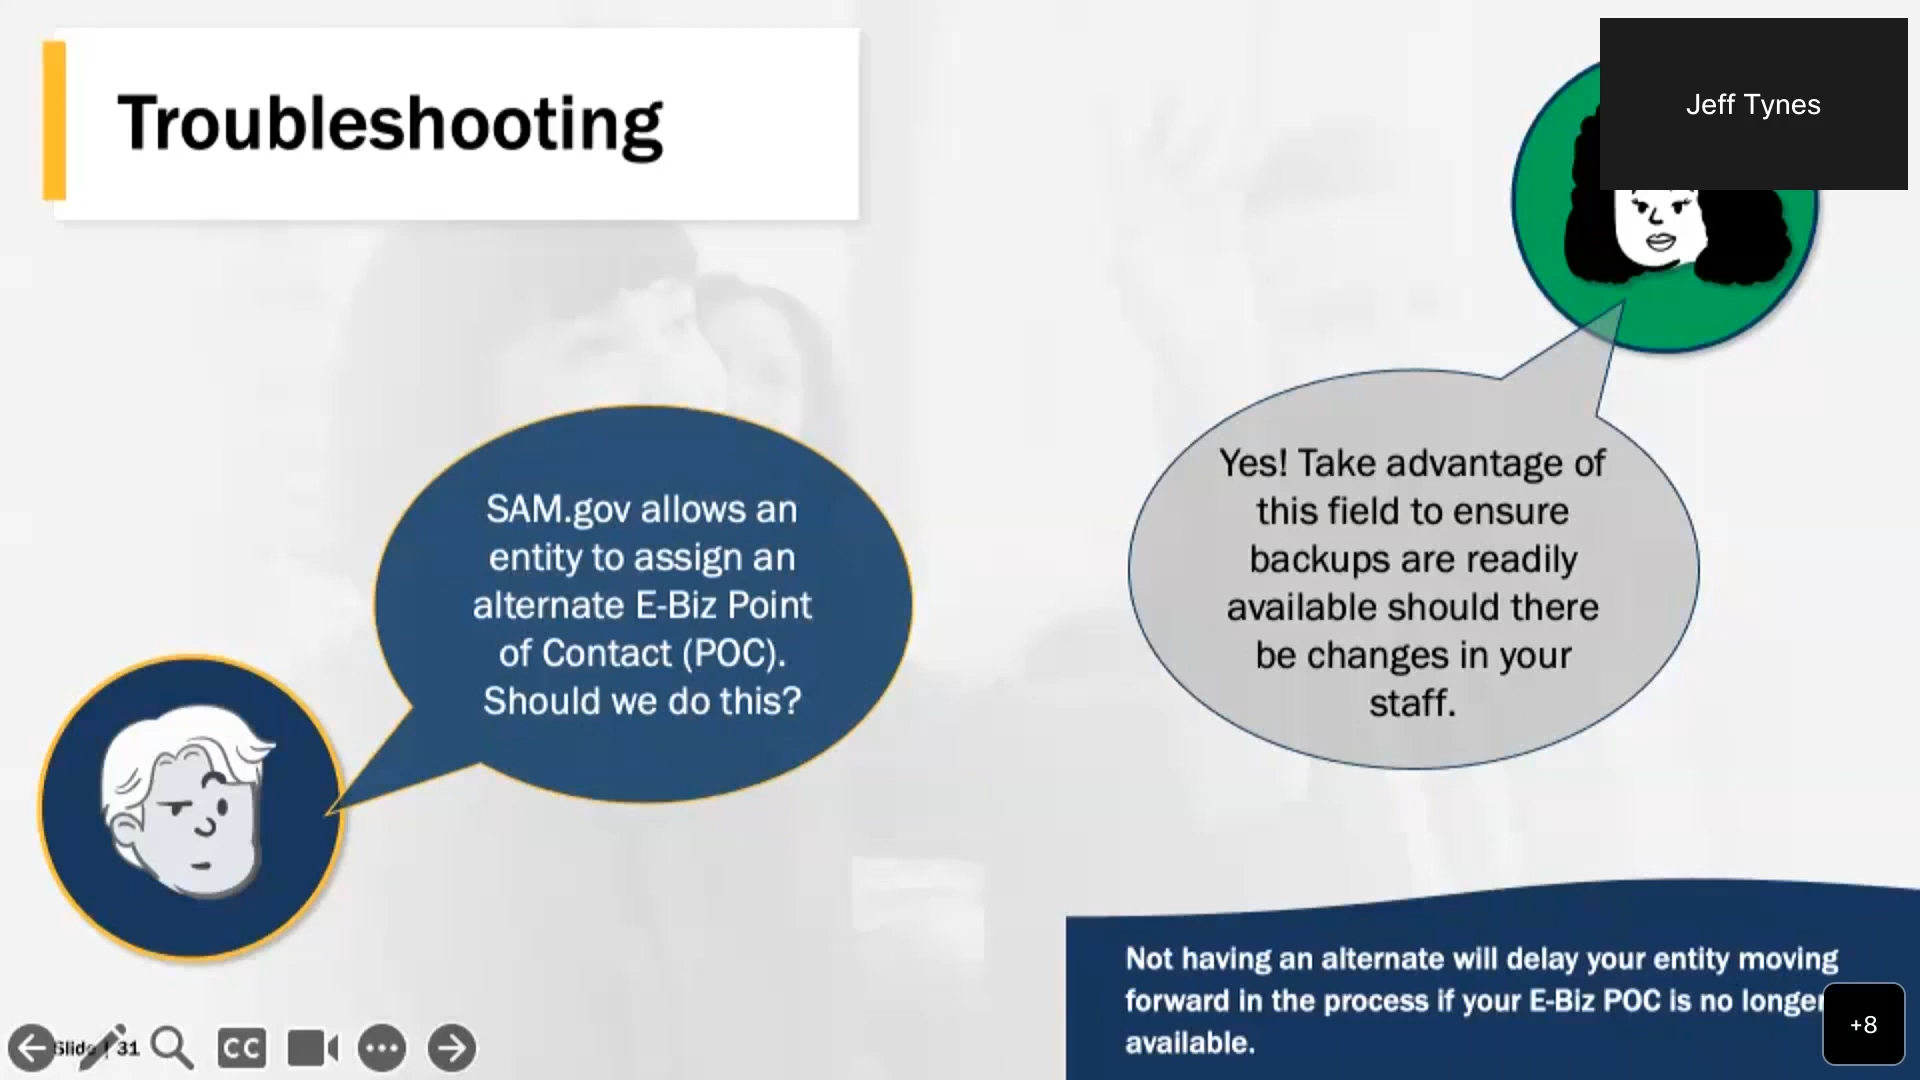 Troubleshooting
Jeff Tynes
SAM.gov allows an
entity to assign an
alternate E-Biz Point
of Contact (POC).
Should we do this?
Yes! Take advantage of
this field to ensure
backups are readily
available should there
be changes in your
staff.
Not having an alternate will delay your entity moving
forward in the process if your E-Biz POC is no longer
available.
+8
Slide | 31
CC